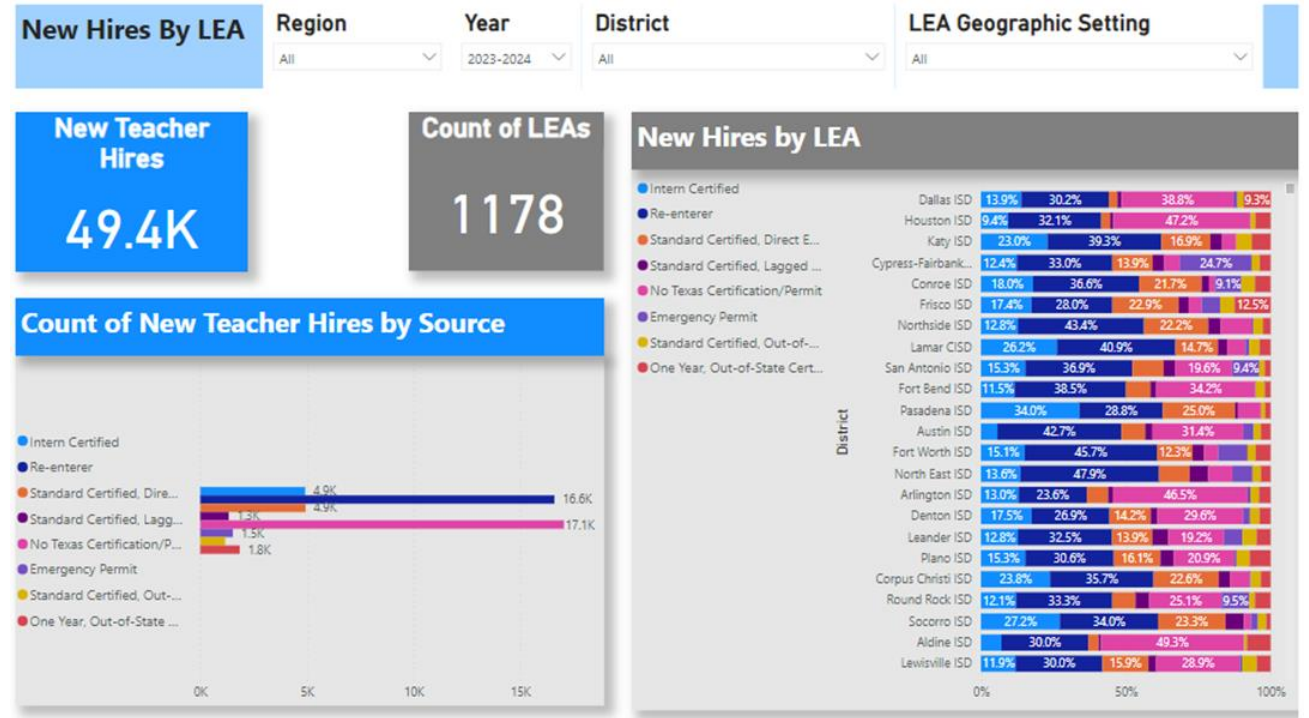 New Hires By LEA
Region
All
Year
2023-2024
District
All
LEA Geographic Setting
All
New Teacher
Hires
49.4K
Count of LEAs
1178
Count of New Teacher Hires by Source
Intern Certified
Re-enterer
Standard Certified, Dire...
Standard Certified, Lagg...
No Texas Certification/P...
Emergency Permit
Standard Certified, Out-...
One Year, Out-of-State ...
4.9K
16.6K
4.9K
1.3K
17.1K
1.5K
1.8K
0K 5K 10K 15K
New Hires by LEA
Intern Certified
Re-enterer
Standard Certified, Direct E...
Standard Certified, Lagged ...
No Texas Certification/Permit
Emergency Permit
Standard Certified, Out-of-...
One Year, Out-of-State Cert...
District
Dallas ISD 13.9% 30.2% 38.8% 9.3%
Houston ISD 9.4% 32.1% 47.2%
Katy ISD 23.0% 39.3% 16.9%
Cypress-Fairbank... 12.4% 33.0% 13.9% 24.7%
Conroe ISD 18.0% 36.6% 21.7% 9.1%
Frisco ISD 17.4% 28.0% 22.9% 12.5%
Northside ISD 12.8% 43.4% 22.2%
Lamar CISD 26.2% 40.9% 14.7%
San Antonio ISD 15.3% 36.9% 19.6% 9.4%
Fort Bend ISD 11.5% 38.5% 34.2%
Pasadena ISD 34.0% 28.8% 25.0%
Austin ISD 42.7% 31.4%
Fort Worth ISD 15.1% 45.7% 12.3%
North East ISD 13.6% 47.9%
Arlington ISD 13.0% 23.6% 46.5%
Denton ISD 17.5% 26.9% 14.2% 29.6%
Leander ISD 12.8% 32.5% 13.9% 19.2%
Plano ISD 15.3% 30.6% 16.1% 20.9%
Corpus Christi ISD 23.8% 35.7% 22.6%
Round Rock ISD 12.1% 33.3% 25.1% 9.5%
Socorro ISD 27.2% 34.0% 23.3%
Aldine ISD 30.0% 49.3%
Lewisville ISD 11.9% 30.0% 15.9% 28.9%
0% 50% 100%